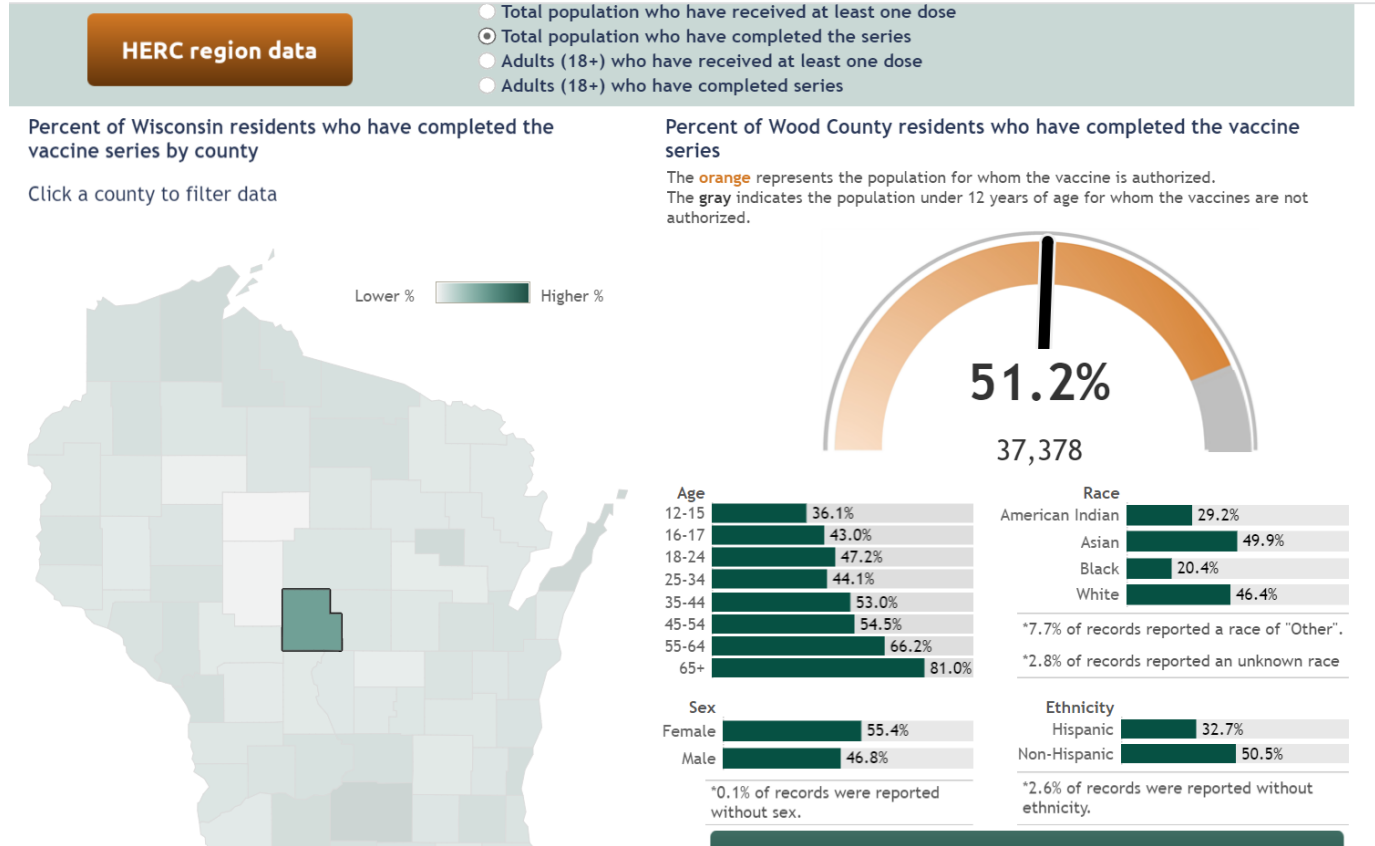 HERC region data
Total population who have received at least one dose
Total population who have completed the series
Adults (18+) who have received at least one dose
Adults (18+) who have completed series
Percent of Wisconsin residents who have completed the
vaccine series by county
Click a county to filter data
Lower %
Higher %
Percent of Wood County residents who have completed the vaccine
series
The orange represents the population for whom the vaccine is authorized.
The gray indicates the population under 12 years of age for whom the vaccines are not
authorized.
51.2%
37,378
Age
12-15 36.1%
16-17 43.0%
18-24 47.2%
25-34 44.1%
35-44 53.0%
45-54 54.5%
55-64 66.2%
65+ 81.0%
Race
American Indian 29.2%
Asian 49.9%
Black 20.4%
White 46.4%
*7.7% of records reported a race of "Other".
*2.8% of records reported an unknown race
Sex
Female 55.4%
Male 46.8%
*0.1% of records were reported
without sex.
Ethnicity
Hispanic 32.7%
Non-Hispanic 50.5%
*2.6% of records were reported without
ethnicity.